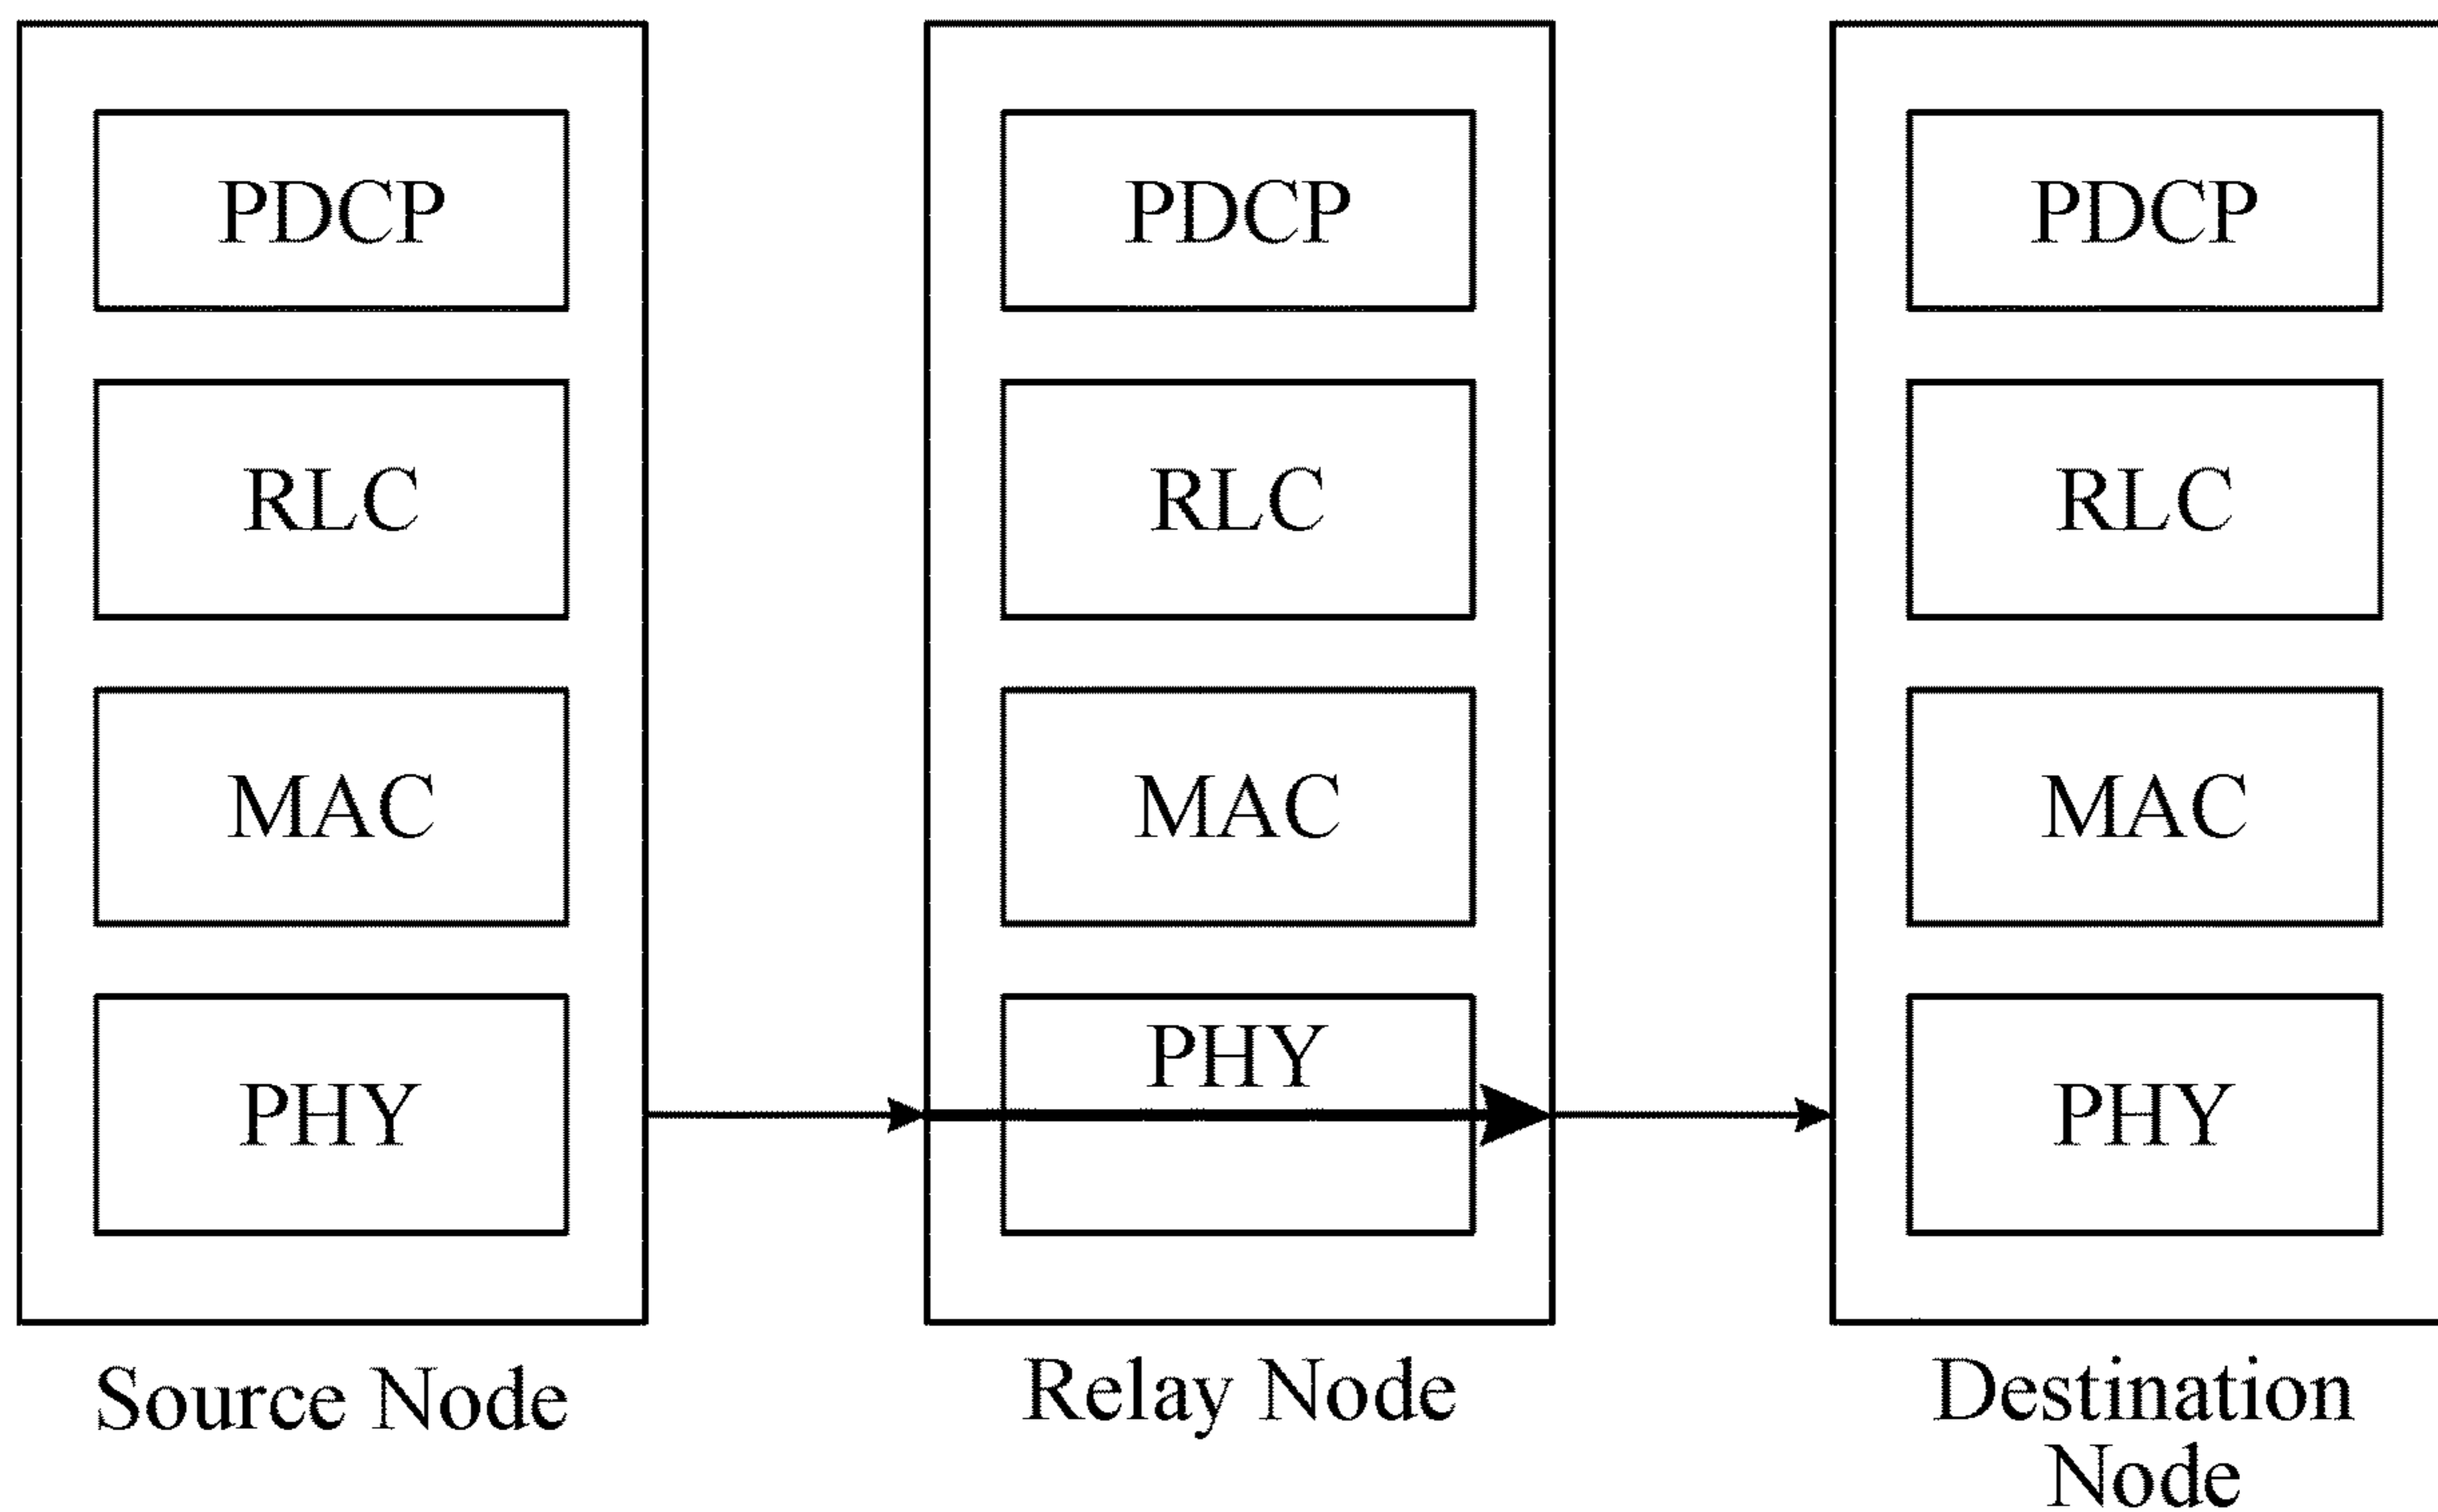 PDCP
RLC
MAC
PHY
Source Node
PDCP
RLC
MAC
PHY
Relay Node
PDCP
RLC
MAC
PHY
Destination
Node